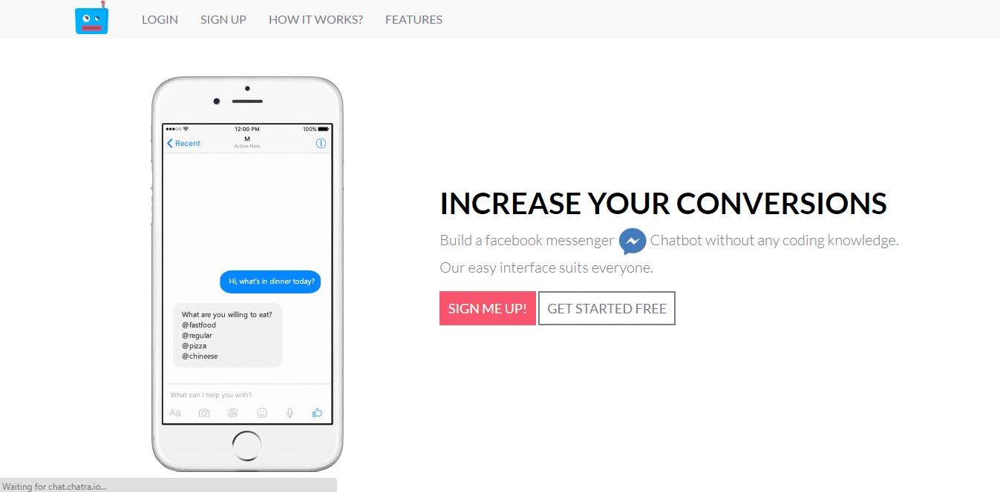 LOGIN SIGN UP HOW IT WORKS? FEATURES
12:00 PM 100%
Recent M
Active Now
Hi, what's in dinner today?
What are you willing to eat?
@fastfood
@regular
@pizza
@chineese
What can I help you with?
Aa
INCREASE YOUR CONVERSIONS
Build a facebook messenger Chatbot without any coding knowledge.
Our easy interface suits everyone.
SIGN ME UP! GET STARTED FREE
Waiting for chat.chatra.io...